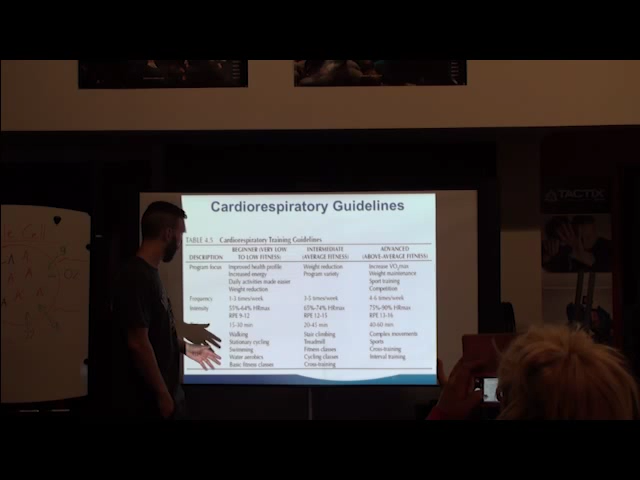 Cardiorespiratory Guidelines
TABLE 4.5 Cardiorespiratory Training Guidelines
DESCRIPTION
BEGINNER (VERY LOW TO LOW FITNESS)
INTERMEDIATE (AVERAGE FITNESS)
ADVANCED (ABOVE-AVERAGE FITNESS)
Program focus
Improved health profile
Increased energy
Daily activities made easier
Weight reduction
Weight reduction
Program variety
Increase VO2/min
Weight maintenance
Sport training
Competition
Frequency
1-3 times/week
3-5 times/week
4-6 times/week
Intensity
55%-64% HRmax
RPE 9-12
65%-74% HRmax
RPE 12-15
75%-90% HRmax
RPE 13-16
15-30 min
20-45 min
40-60 min
Walking
Stationary cycling
Swimming
Water aerobics
Basic fitness classes
Stair climbing
Treadmill
Fitness classes
Cycling classes
Cross-training
Complex movements
Sports
Cross-training
Interval training
TACTIX